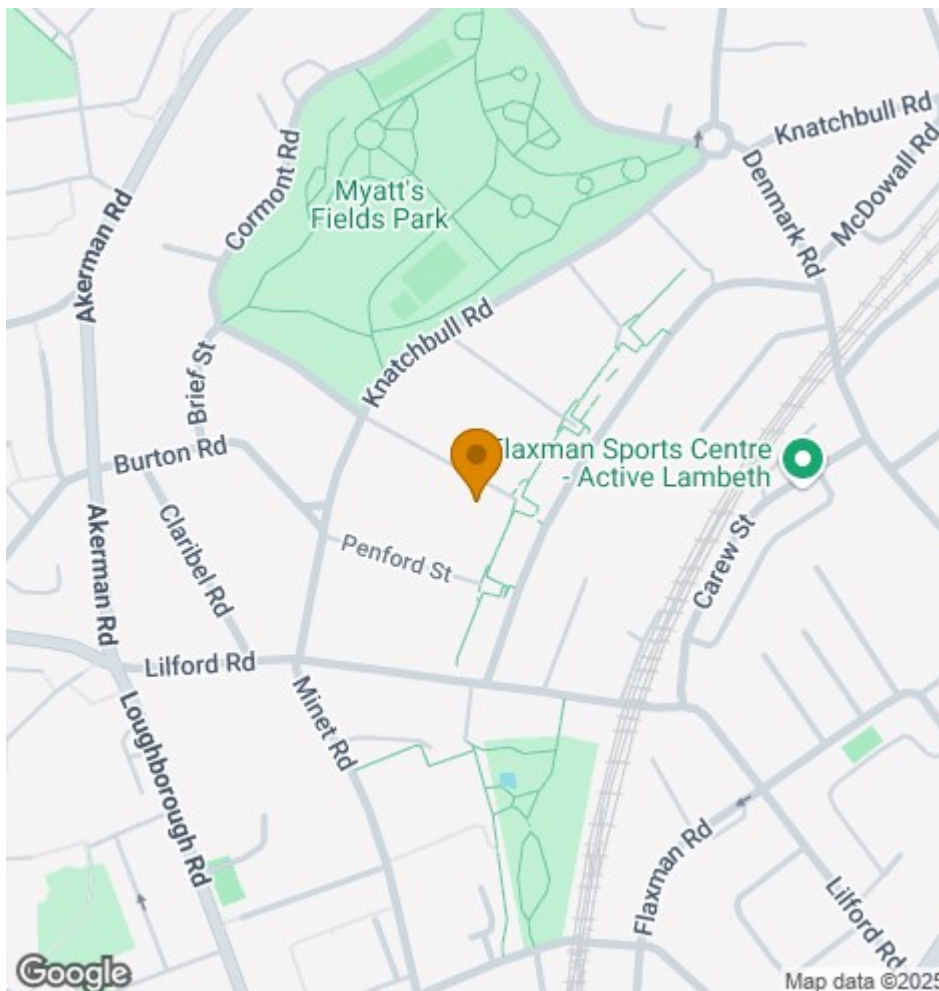 Knatchbull Rd
McDowall Rd
Denmark Rd
Cormont Rd
Myatt's
Fields Park
Akerman Rd
Knatchbull Rd
Brief St
Burton Rd
laxman Sports Centre
- Active Lambeth
Akerman Rd
Claribel Rd
Penford St
Carew St
Lilford Rd
Minet Rd
Loughborough Rd
Flaxman Rd
Lilford Rd
Google
Map data ©2025